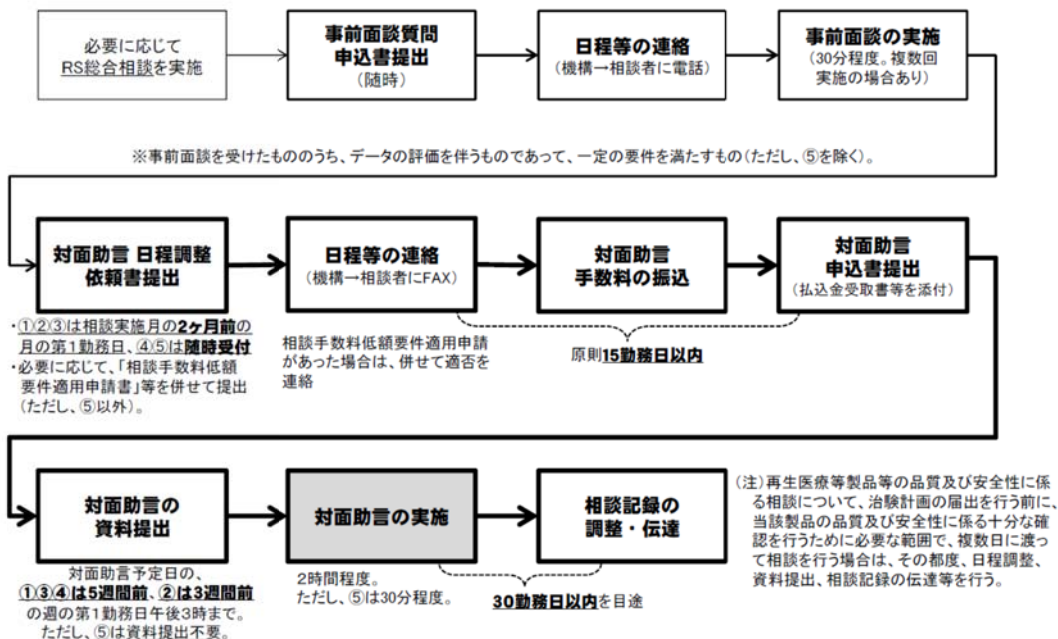 必要に応じて
RS総合相談を実施
事前面談質問
申込書提出
(随時)
日程等の連絡
(機構→相談者に電話)
事前面談の実施
(30分程度。複数回
実施の場合あり)
※事前面談を受けたもののうち、データの評価を伴うものであって、一定の要件を満たすもの(ただし、⑤を除く)。
対面助言 日程調整
依頼書提出
・①②③は相談実施月の2ヶ月前の
月の第1勤務日、④⑤は随時受付
・必要に応じて、「相談手数料低額
要件適用申請書」等を併せて提出
(ただし、⑤以外)。
日程等の連絡
(機構→相談者にFAX)
相談手数料低額要件適用申請
があった場合は、併せて適否を
連絡
対面助言
手数料の振込
対面助言
申込書提出
(払込金受取書等を添付)
原則15勤務日以内
対面助言の
資料提出
対面助言予定日の、
①③④は5週間前、②は3週間前
の週の第1勤務日午後3時まで。
ただし、⑤は資料提出不要。
対面助言の実施
2時間程度。
ただし、⑤は30分程度。
相談記録の
調整・伝達
30勤務日以内を目途
(注)再生医療等製品等の品質及び安全性に係
る相談について、治験計画の届出を行う前に、
当該製品の品質及び安全性に係る十分な確
認を行うために必要な範囲で、複数日に渡っ
て相談を行う場合は、その都度、日程調整、
資料提出、相談記録の伝達等を行う。